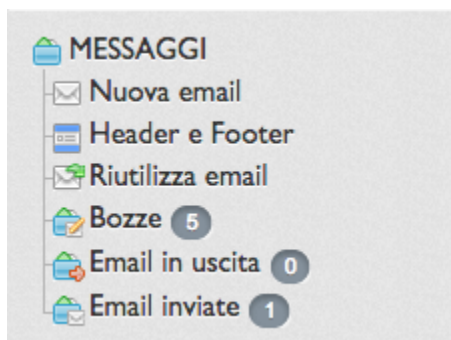 MESSAGGI
Nuova email
Header e Footer
Riutilizza email
Bozze 5
Email in uscita 0
Email inviate 1